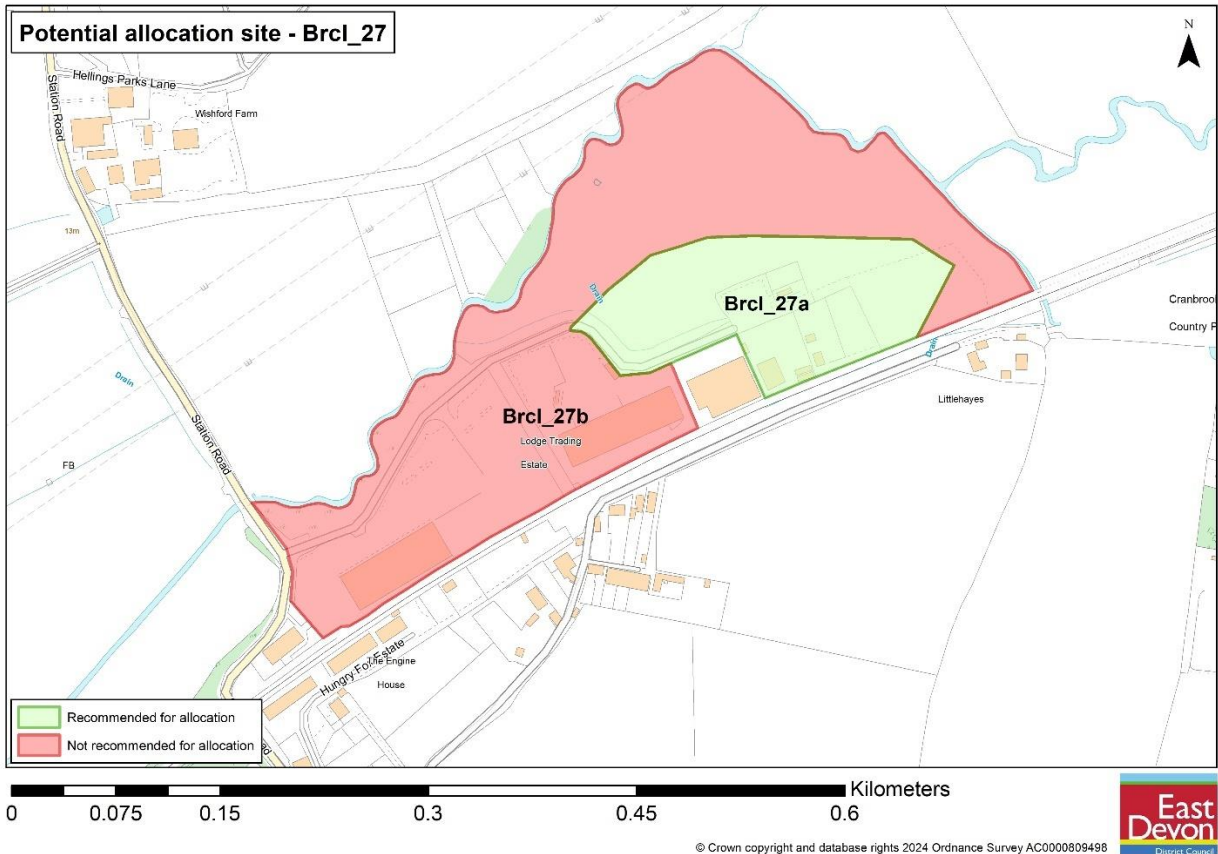 Potential allocation site - Brcl_27
N
Hellings Parks Lane
Station Road
Wishford Farm
13m
Drain
Brcl_27a
Cranbrook
Country P
Drain
Littlehayes
Drain
Station Road
Brcl_27b
Lodge Trading
Estate
FB
Hungry Fox Estate
The Engine
House
Recommended for allocation
Not recommended for allocation
Kilometers
0 0.075 0.15 0.3 0.45 0.6
East
Devon
District Council
© Crown copyright and database rights 2024 Ordnance Survey AC0000809498